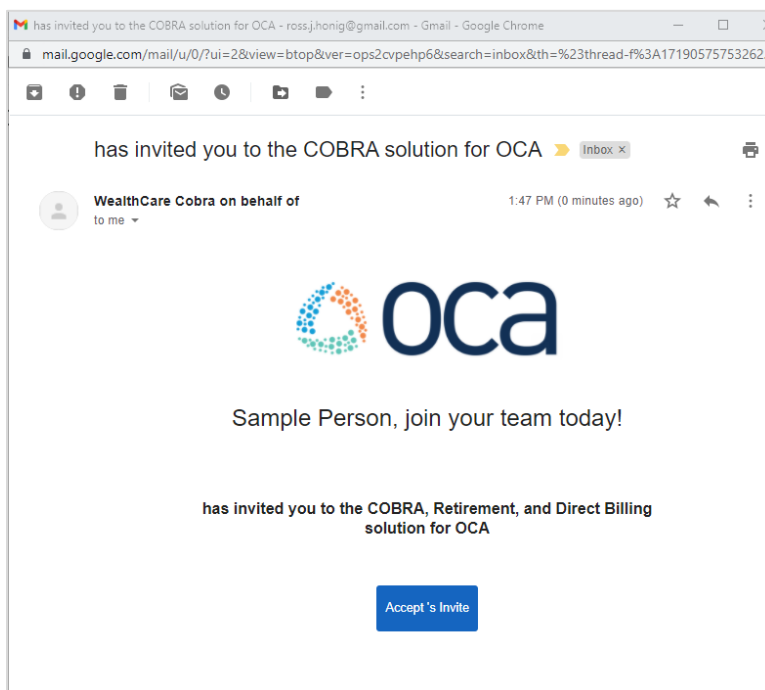 has invited you to the COBRA solution for OCA - ross.j.honig@gmail.com - Gmail - Google Chrome
mail.google.com/mail/u/0/?ui=2&view=btop&ver=ops2cvpehp6&search=inbox&th=%23thread-f%3A17190575753262
has invited you to the COBRA solution for OCA Inbox ×
WealthCare Cobra on behalf of 1:47 PM (0 minutes ago)
to me
oca
Sample Person, join your team today!
has invited you to the COBRA, Retirement, and Direct Billing
solution for OCA
Accept 's Invite